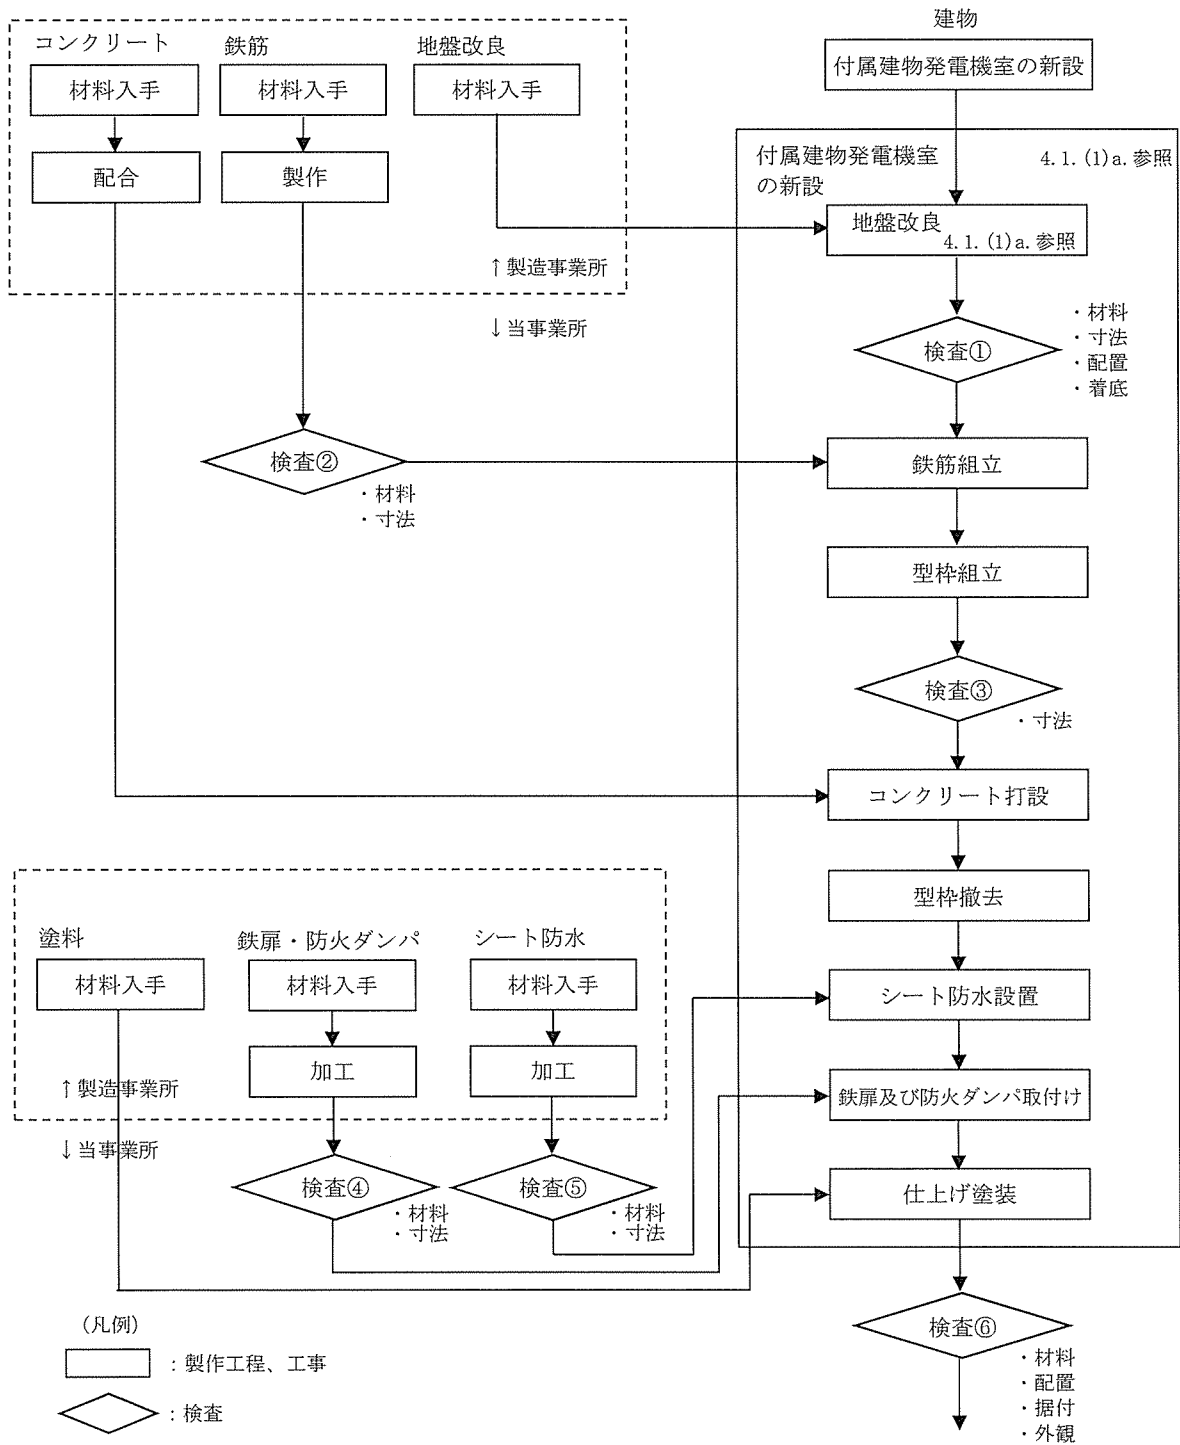 建物
付属建物発電機室の新設
コンクリート
鉄筋
地盤改良
材料入手
材料入手
材料入手
配合
製作
↑製造事業所
↓当事業所
付属建物発電機室
の新設
4.1.(1)a.参照
地盤改良
4.1.(1)a.参照
検査①
・材料
・寸法
・配置
・着底
検査②
・材料
・寸法
鉄筋組立
型枠組立
検査③
・寸法
コンクリート打設
型枠撤去
塗料
鉄扉・防火ダンパ
シート防水
材料入手
材料入手
材料入手
加工
加工
↑製造事業所
↓当事業所
シート防水設置
鉄扉及び防火ダンパ取付け
検査④
・材料
・寸法
検査⑤
・材料
・寸法
仕上げ塗装
検査⑥
・材料
・配置
・据付
・外観
(凡例)
：製作工程、工事
：検査